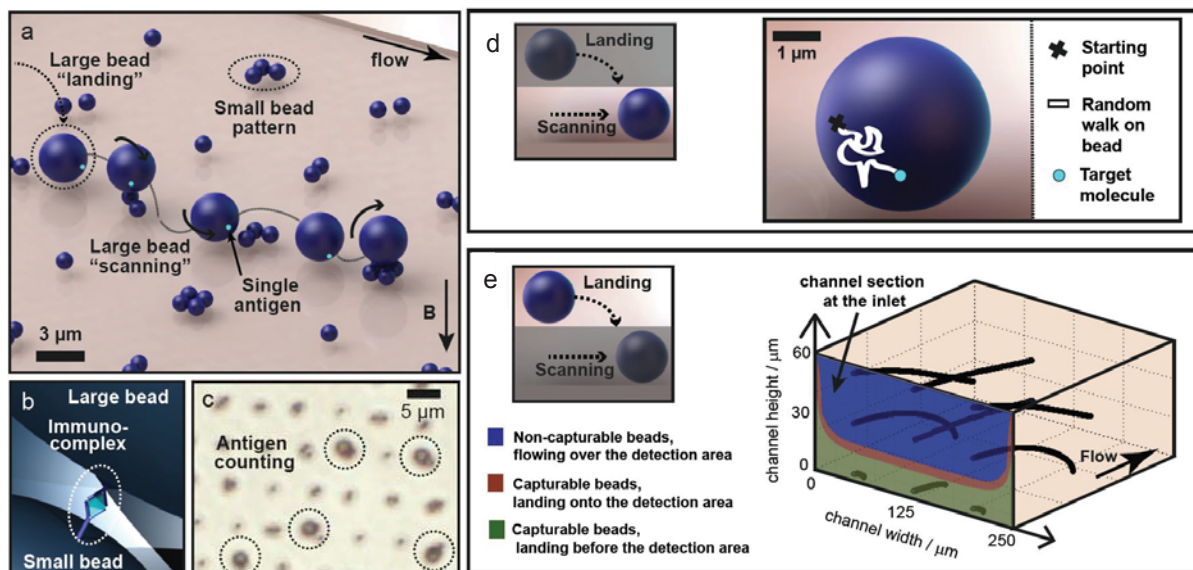 a
Large bead
“landing”
flow
Small bead
pattern
Large bead
“scanning”
Single
antigen
B
3 µm
b
Large bead
Immuno-
complex
Small bead
c
5 µm
Antigen
counting
d
Landing
Scanning
1 µm
Starting
point
Random
walk on
bead
Target
molecule
e
Landing
Scanning
Non-capturable beads,
flowing over the detection area
Capturable beads,
landing onto the detection area
Capturable beads,
landing before the detection area
channel section
at the inlet
channel height / µm
60
30
0
0
125
250
channel width / µm
Flow